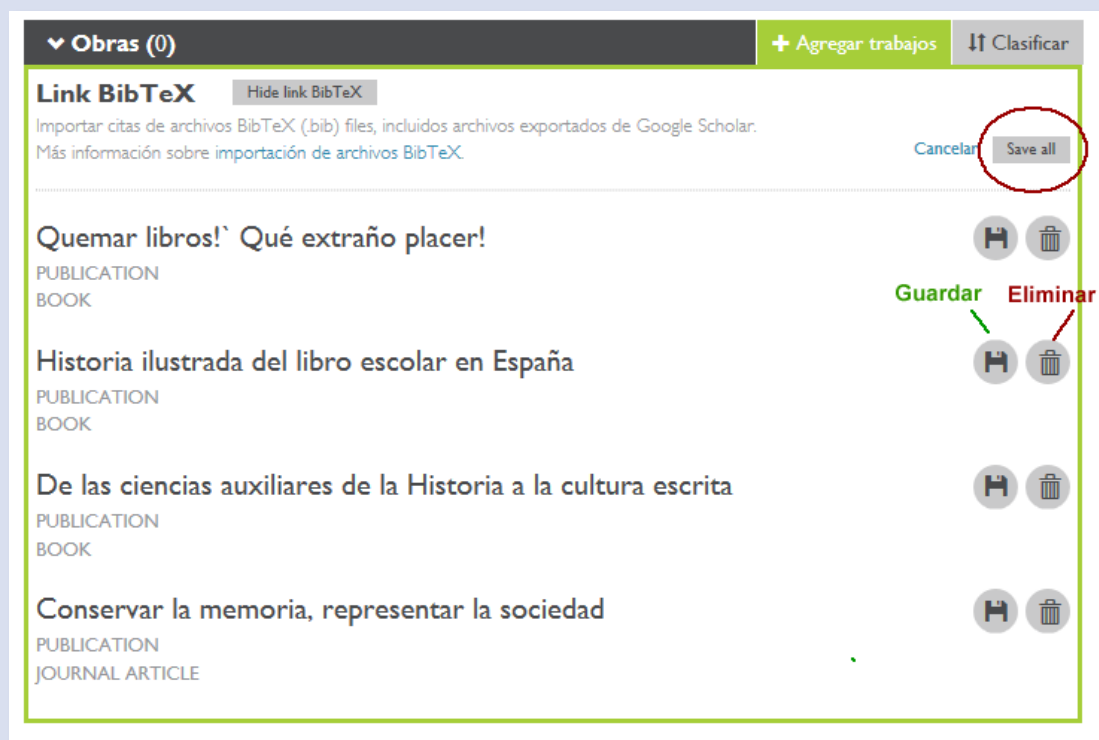 Obras (0)
Agregar trabajos
Clasificar
Link BibTeX
Hide link BibTeX
Importar citas de archivos BibTeX (.bib) files, incluidos archivos exportados de Google Scholar.
Más información sobre importación de archivos BibTeX.
Cancelar
Save all
Quemar libros!` Qué extraño placer!
PUBLICATION
BOOK
Guardar
Eliminar
Historia ilustrada del libro escolar en España
PUBLICATION
BOOK
De las ciencias auxiliares de la Historia a la cultura escrita
PUBLICATION
BOOK
Conservar la memoria, representar la sociedad
PUBLICATION
JOURNAL ARTICLE